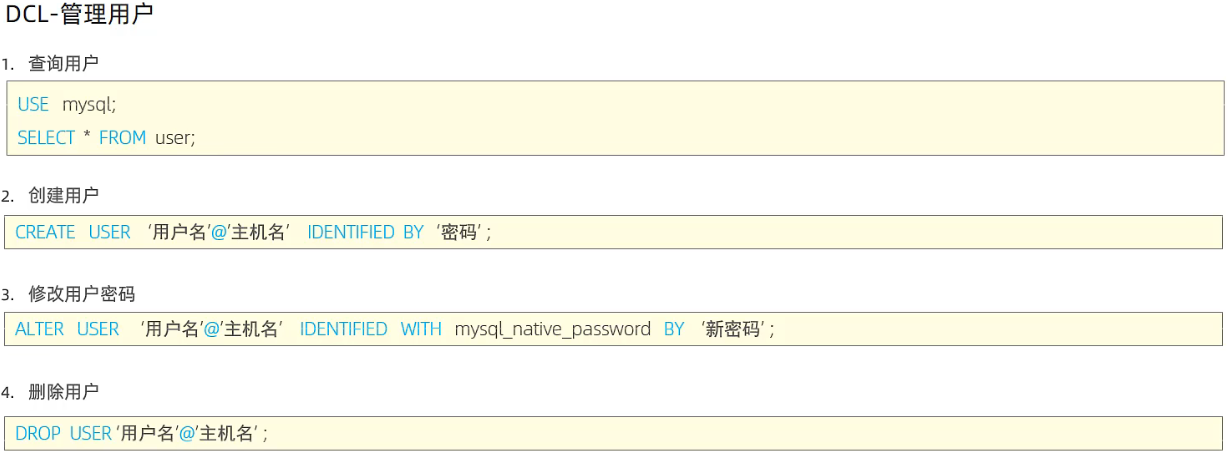 DCL-管理用户
1. 查询用户
USE mysql;
SELECT * FROM user;
2. 创建用户
CREATE USER ‘用户名’@’主机名’ IDENTIFIED BY ‘密码’ ;
3. 修改用户密码
ALTER USER ‘用户名’@’主机名’ IDENTIFIED WITH mysql_native_password BY ‘新密码’ ;
4. 删除用户
DROP USER ‘用户名’@’主机名’ ;